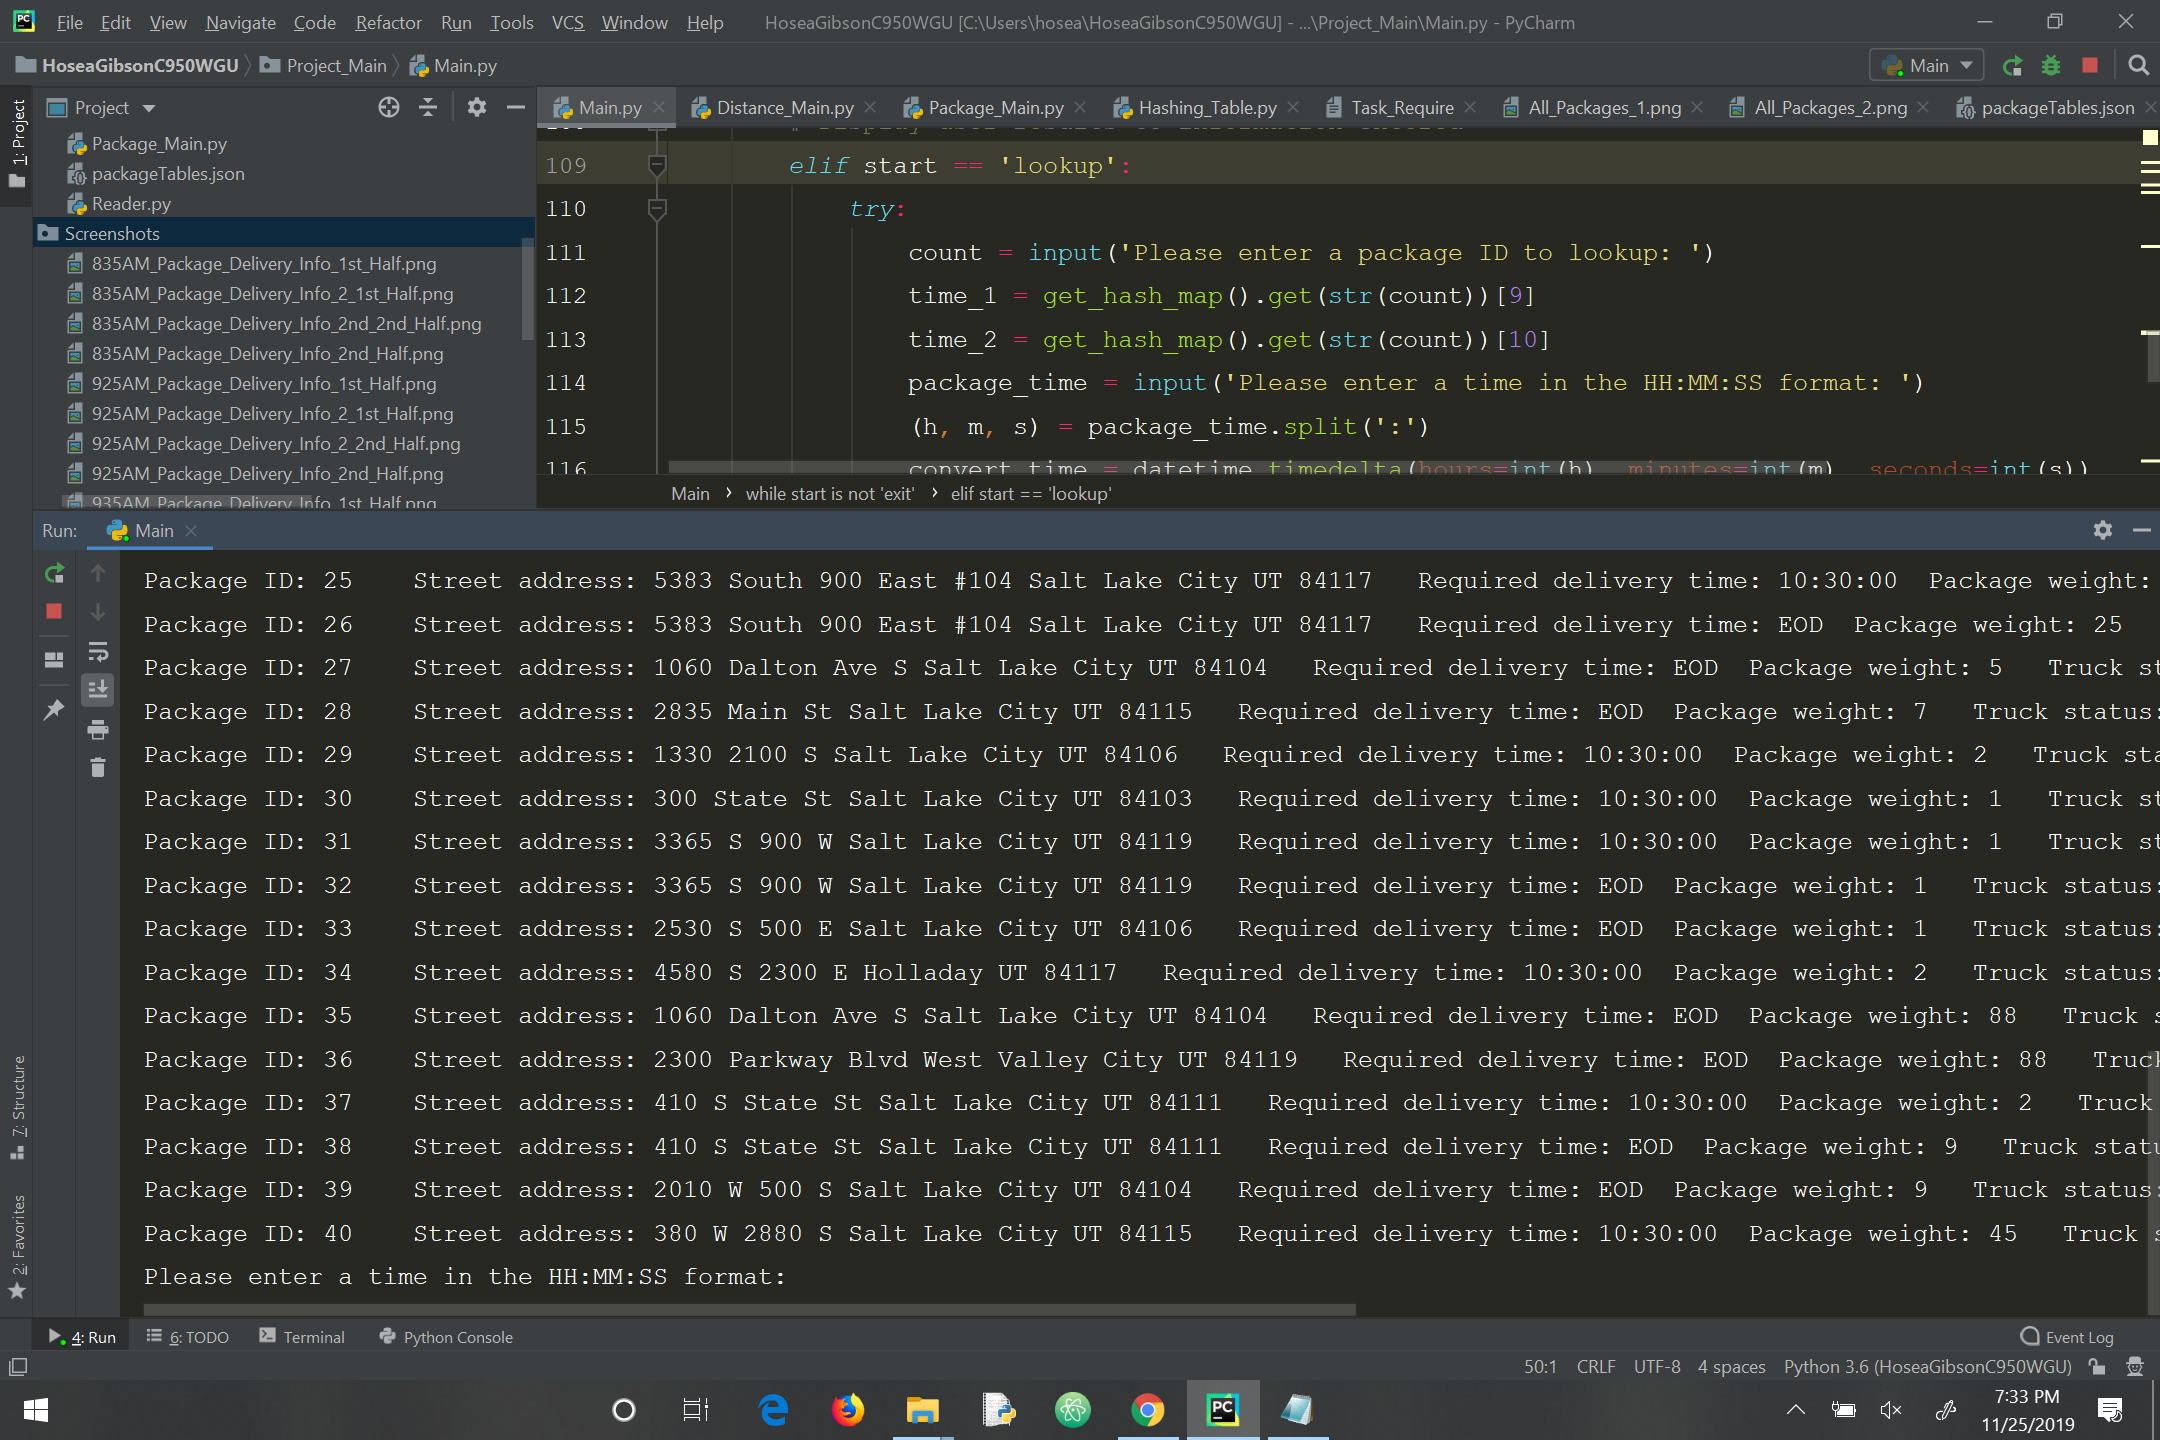 File Edit View Navigate Code Refactor Run Tools VCS Window Help HoseaGibsonC950WGU [C:\Users\hosea\HoseaGibsonC950WGU] - ...\Project_Main\Main.py - PyCharm
HoseaGibsonC950WGU Project_Main Main.py Main
1: Project
Project
Main.py Distance_Main.py Package_Main.py Hashing_Table.py Task_Require All_Packages_1.png All_Packages_2.png packageTables.json
Package_Main.py
packageTables.json
Reader.py
Screenshots
835AM_Package_Delivery_Info_1st_Half.png
835AM_Package_Delivery_Info_2_1st_Half.png
835AM_Package_Delivery_Info_2nd_2nd_Half.png
835AM_Package_Delivery_Info_2nd_Half.png
925AM_Package_Delivery_Info_1st_Half.png
925AM_Package_Delivery_Info_2_1st_Half.png
925AM_Package_Delivery_Info_2_2nd_Half.png
925AM_Package_Delivery_Info_2nd_Half.png
935AM_Package_Delivery_Info_1st_Half.png
109 elif start == 'lookup':
110 try:
111 count = input('Please enter a package ID to lookup: ')
112 time_1 = get_hash_map().get(str(count))[9]
113 time_2 = get_hash_map().get(str(count))[10]
114 package_time = input('Please enter a time in the HH:MM:SS format: ')
115 (h, m, s) = package_time.split(':')
116 convert_time = datetime.timedelta(hours=int(h), minutes=int(m), seconds=int(s))
Main › while start is not 'exit' › elif start == 'lookup'
Run: Main
Package ID: 25 Street address: 5383 South 900 East #104 Salt Lake City UT 84117 Required delivery time: 10:30:00 Package weight:
Package ID: 26 Street address: 5383 South 900 East #104 Salt Lake City UT 84117 Required delivery time: EOD Package weight: 25
Package ID: 27 Street address: 1060 Dalton Ave S Salt Lake City UT 84104 Required delivery time: EOD Package weight: 5 Truck st
Package ID: 28 Street address: 2835 Main St Salt Lake City UT 84115 Required delivery time: EOD Package weight: 7 Truck status:
Package ID: 29 Street address: 1330 2100 S Salt Lake City UT 84106 Required delivery time: 10:30:00 Package weight: 2 Truck sta
Package ID: 30 Street address: 300 State St Salt Lake City UT 84103 Required delivery time: 10:30:00 Package weight: 1 Truck st
Package ID: 31 Street address: 3365 S 900 W Salt Lake City UT 84119 Required delivery time: 10:30:00 Package weight: 1 Truck st
Package ID: 32 Street address: 3365 S 900 W Salt Lake City UT 84119 Required delivery time: EOD Package weight: 1 Truck status:
Package ID: 33 Street address: 2530 S 500 E Salt Lake City UT 84106 Required delivery time: EOD Package weight: 1 Truck status:
Package ID: 34 Street address: 4580 S 2300 E Holladay UT 84117 Required delivery time: 10:30:00 Package weight: 2 Truck status:
Package ID: 35 Street address: 1060 Dalton Ave S Salt Lake City UT 84104 Required delivery time: EOD Package weight: 88 Truck s
Package ID: 36 Street address: 2300 Parkway Blvd West Valley City UT 84119 Required delivery time: EOD Package weight: 88 Truck
Package ID: 37 Street address: 410 S State St Salt Lake City UT 84111 Required delivery time: 10:30:00 Package weight: 2 Truck
Package ID: 38 Street address: 410 S State St Salt Lake City UT 84111 Required delivery time: EOD Package weight: 9 Truck statu
Package ID: 39 Street address: 2010 W 500 S Salt Lake City UT 84104 Required delivery time: EOD Package weight: 9 Truck status:
Package ID: 40 Street address: 380 W 2880 S Salt Lake City UT 84115 Required delivery time: 10:30:00 Package weight: 45 Truck s
Please enter a time in the HH:MM:SS format:
7: Structure
2: Favorites
4: Run 6: TODO Terminal Python Console Event Log
50:1 CRLF UTF-8 4 spaces Python 3.6 (HoseaGibsonC950WGU)
7:33 PM
11/25/2019